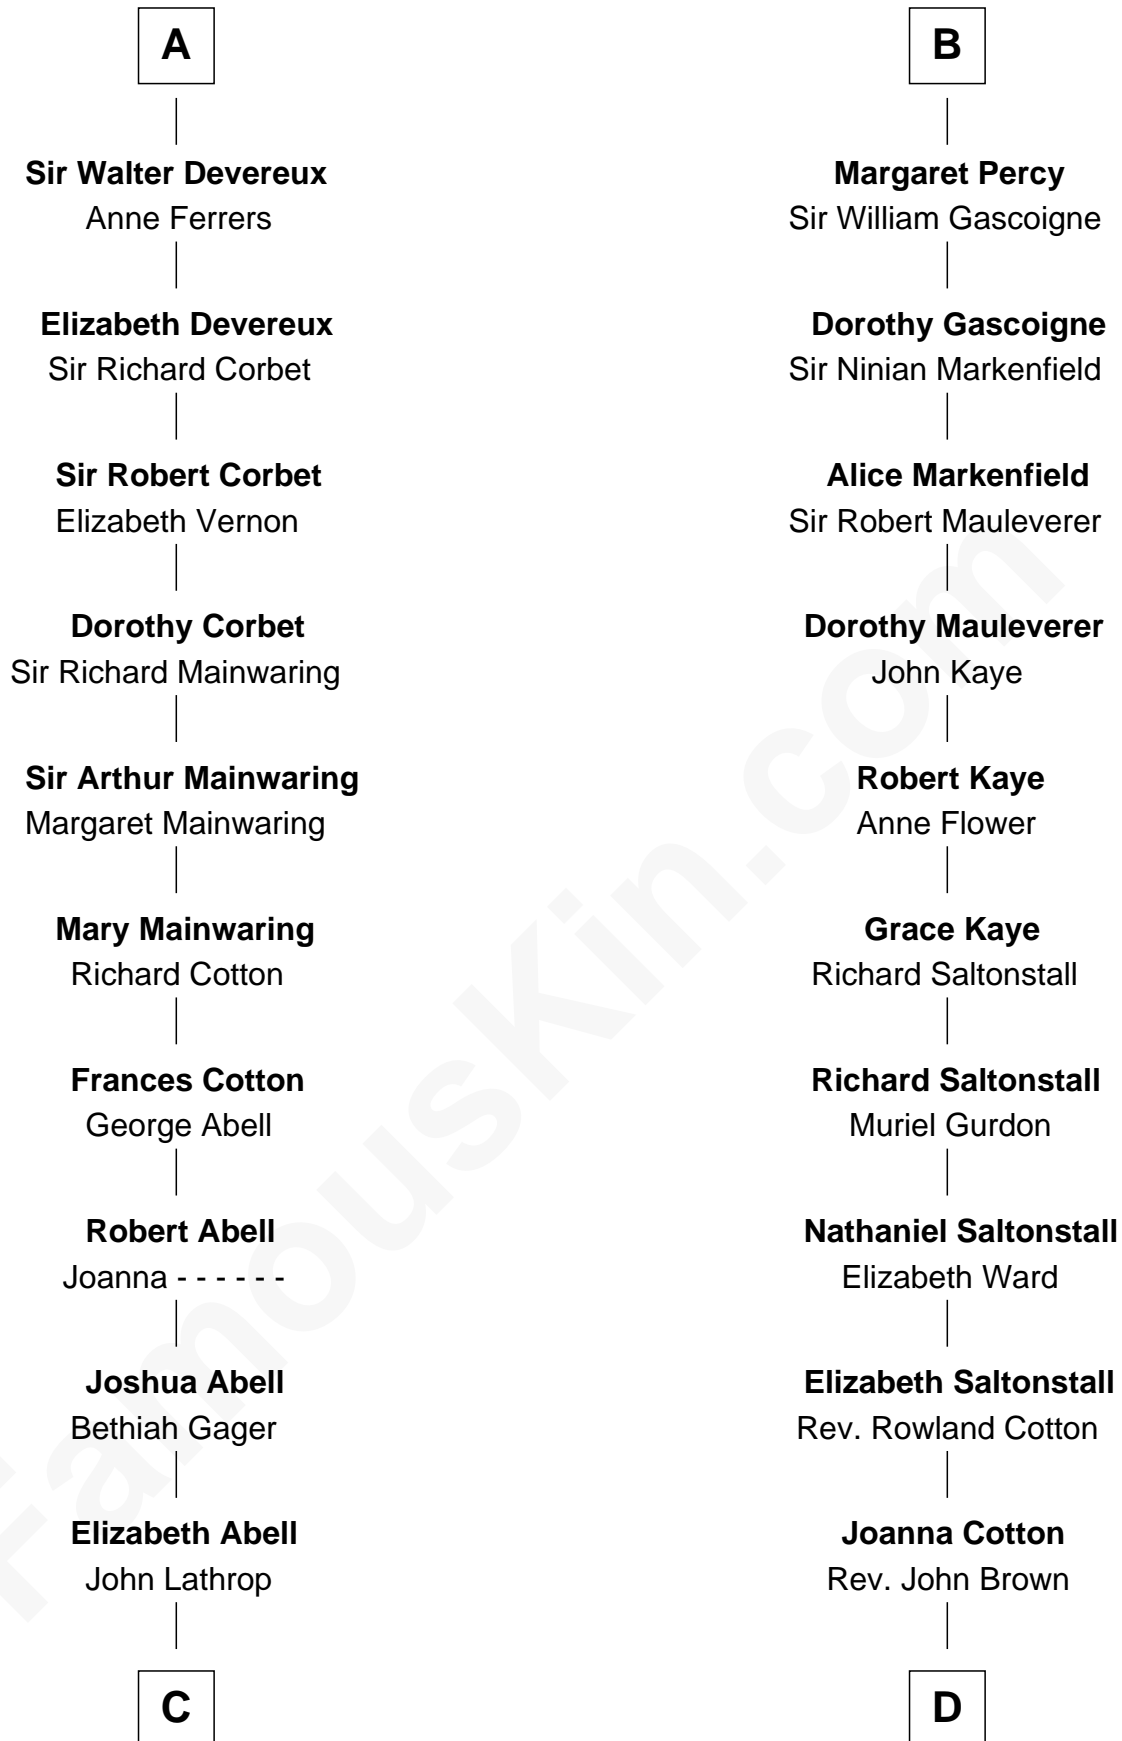 A
Sir Walter Devereux
Anne Ferrers
Elizabeth Devereux
Sir Richard Corbet
Sir Robert Corbet
Elizabeth Vernon
Dorothy Corbet
Sir Richard Mainwaring
Sir Arthur Mainwaring
Margaret Mainwaring
Mary Mainwaring
Richard Cotton
Frances Cotton
George Abell
Robert Abell
Joanna - - - - - -
Joshua Abell
Bethiah Gager
Elizabeth Abell
John Lathrop
C
B
Margaret Percy
Sir William Gascoigne
Dorothy Gascoigne
Sir Ninian Markenfield
Alice Markenfield
Sir Robert Mauleverer
Dorothy Mauleverer
John Kaye
Robert Kaye
Anne Flower
Grace Kaye
Richard Saltonstall
Richard Saltonstall
Muriel Gurdon
Nathaniel Saltonstall
Elizabeth Ward
Elizabeth Saltonstall
Rev. Rowland Cotton
Joanna Cotton
Rev. John Brown
D
FamousKin.com